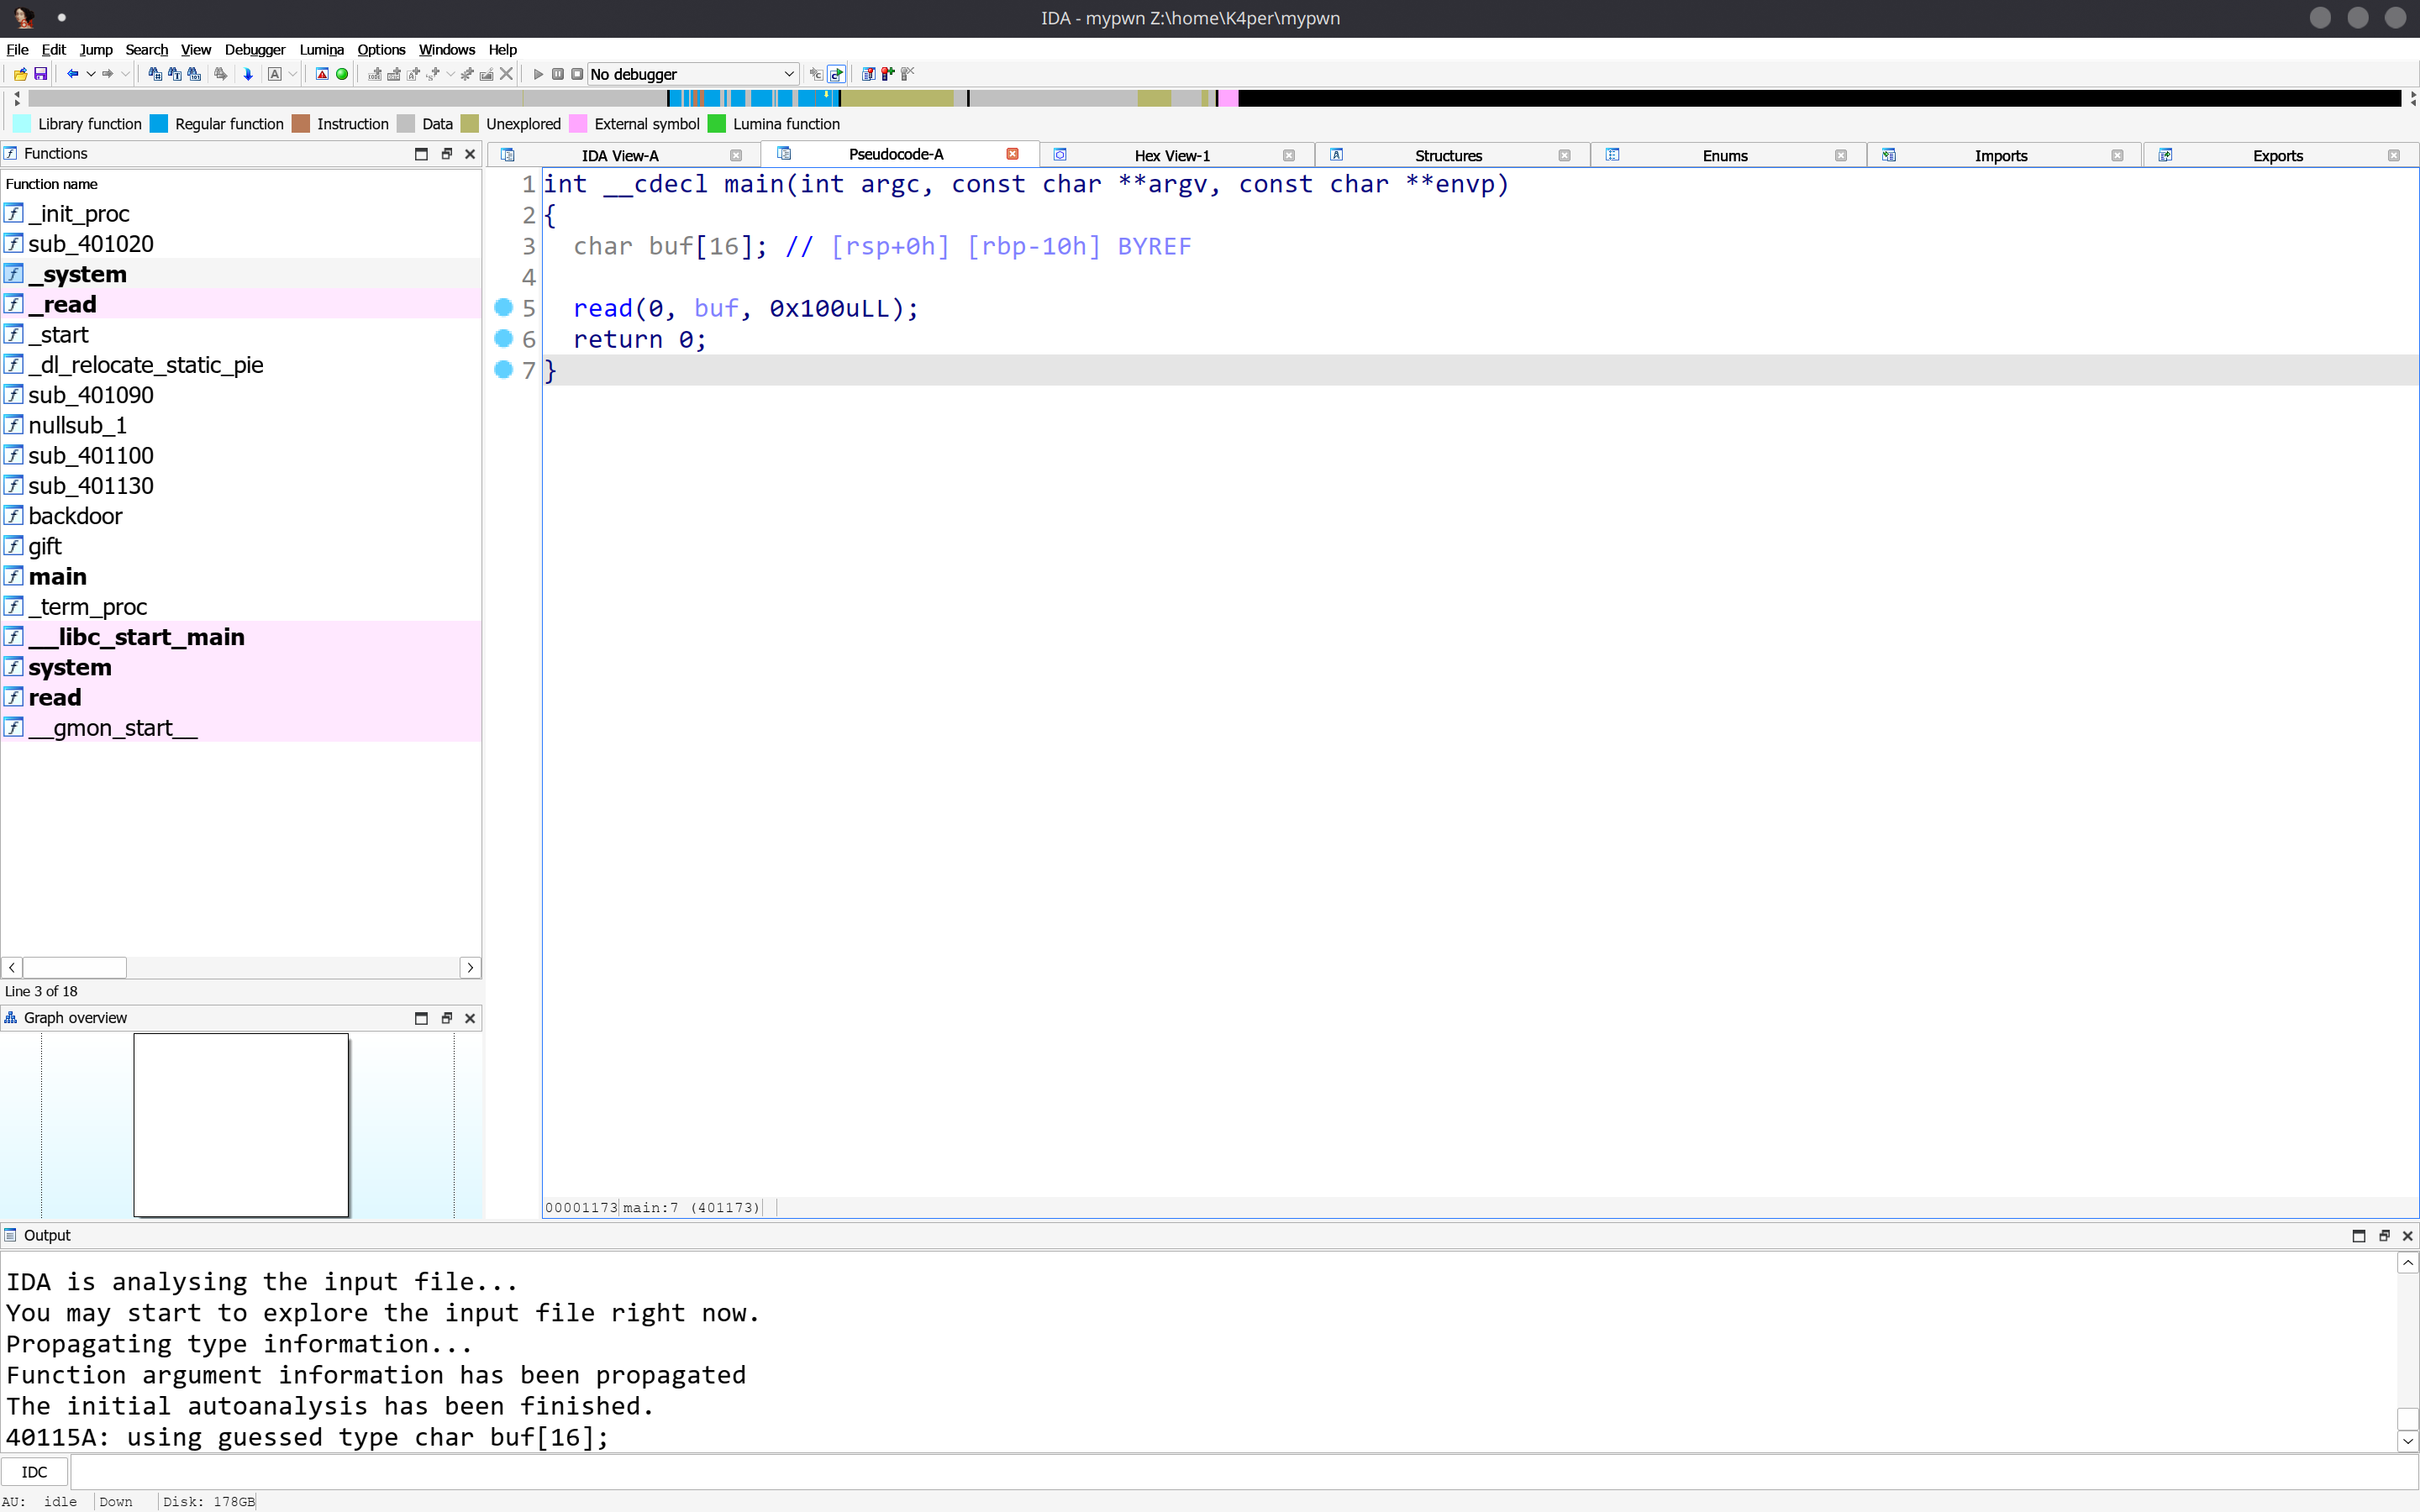 IDA - mypwn Z:\home\K4per\mypwn
File Edit Jump Search View Debugger Lumina Options Windows Help
No debugger
Library function Regular function Instruction Data Unexplored External symbol Lumina function
Functions
Function name
_init_proc
sub_401020
_system
_read
_start
_dl_relocate_static_pie
sub_401090
nullsub_1
sub_401100
sub_401130
backdoor
gift
main
_term_proc
__libc_start_main
system
read
__gmon_start__
Line 3 of 18
Graph overview
IDA View-A Pseudocode-A Hex View-1 Structures Enums Imports Exports
1 int __cdecl main(int argc, const char **argv, const char **envp)
2 {
3 char buf[16]; // [rsp+0h] [rbp-10h] BYREF
4
5 read(0, buf, 0x100uLL);
6 return 0;
7 }
00001173 main:7 (401173)
Output
IDA is analysing the input file...
You may start to explore the input file right now.
Propagating type information...
Function argument information has been propagated
The initial autoanalysis has been finished.
40115A: using guessed type char buf[16];
IDC
AU: idle Down Disk: 178GB